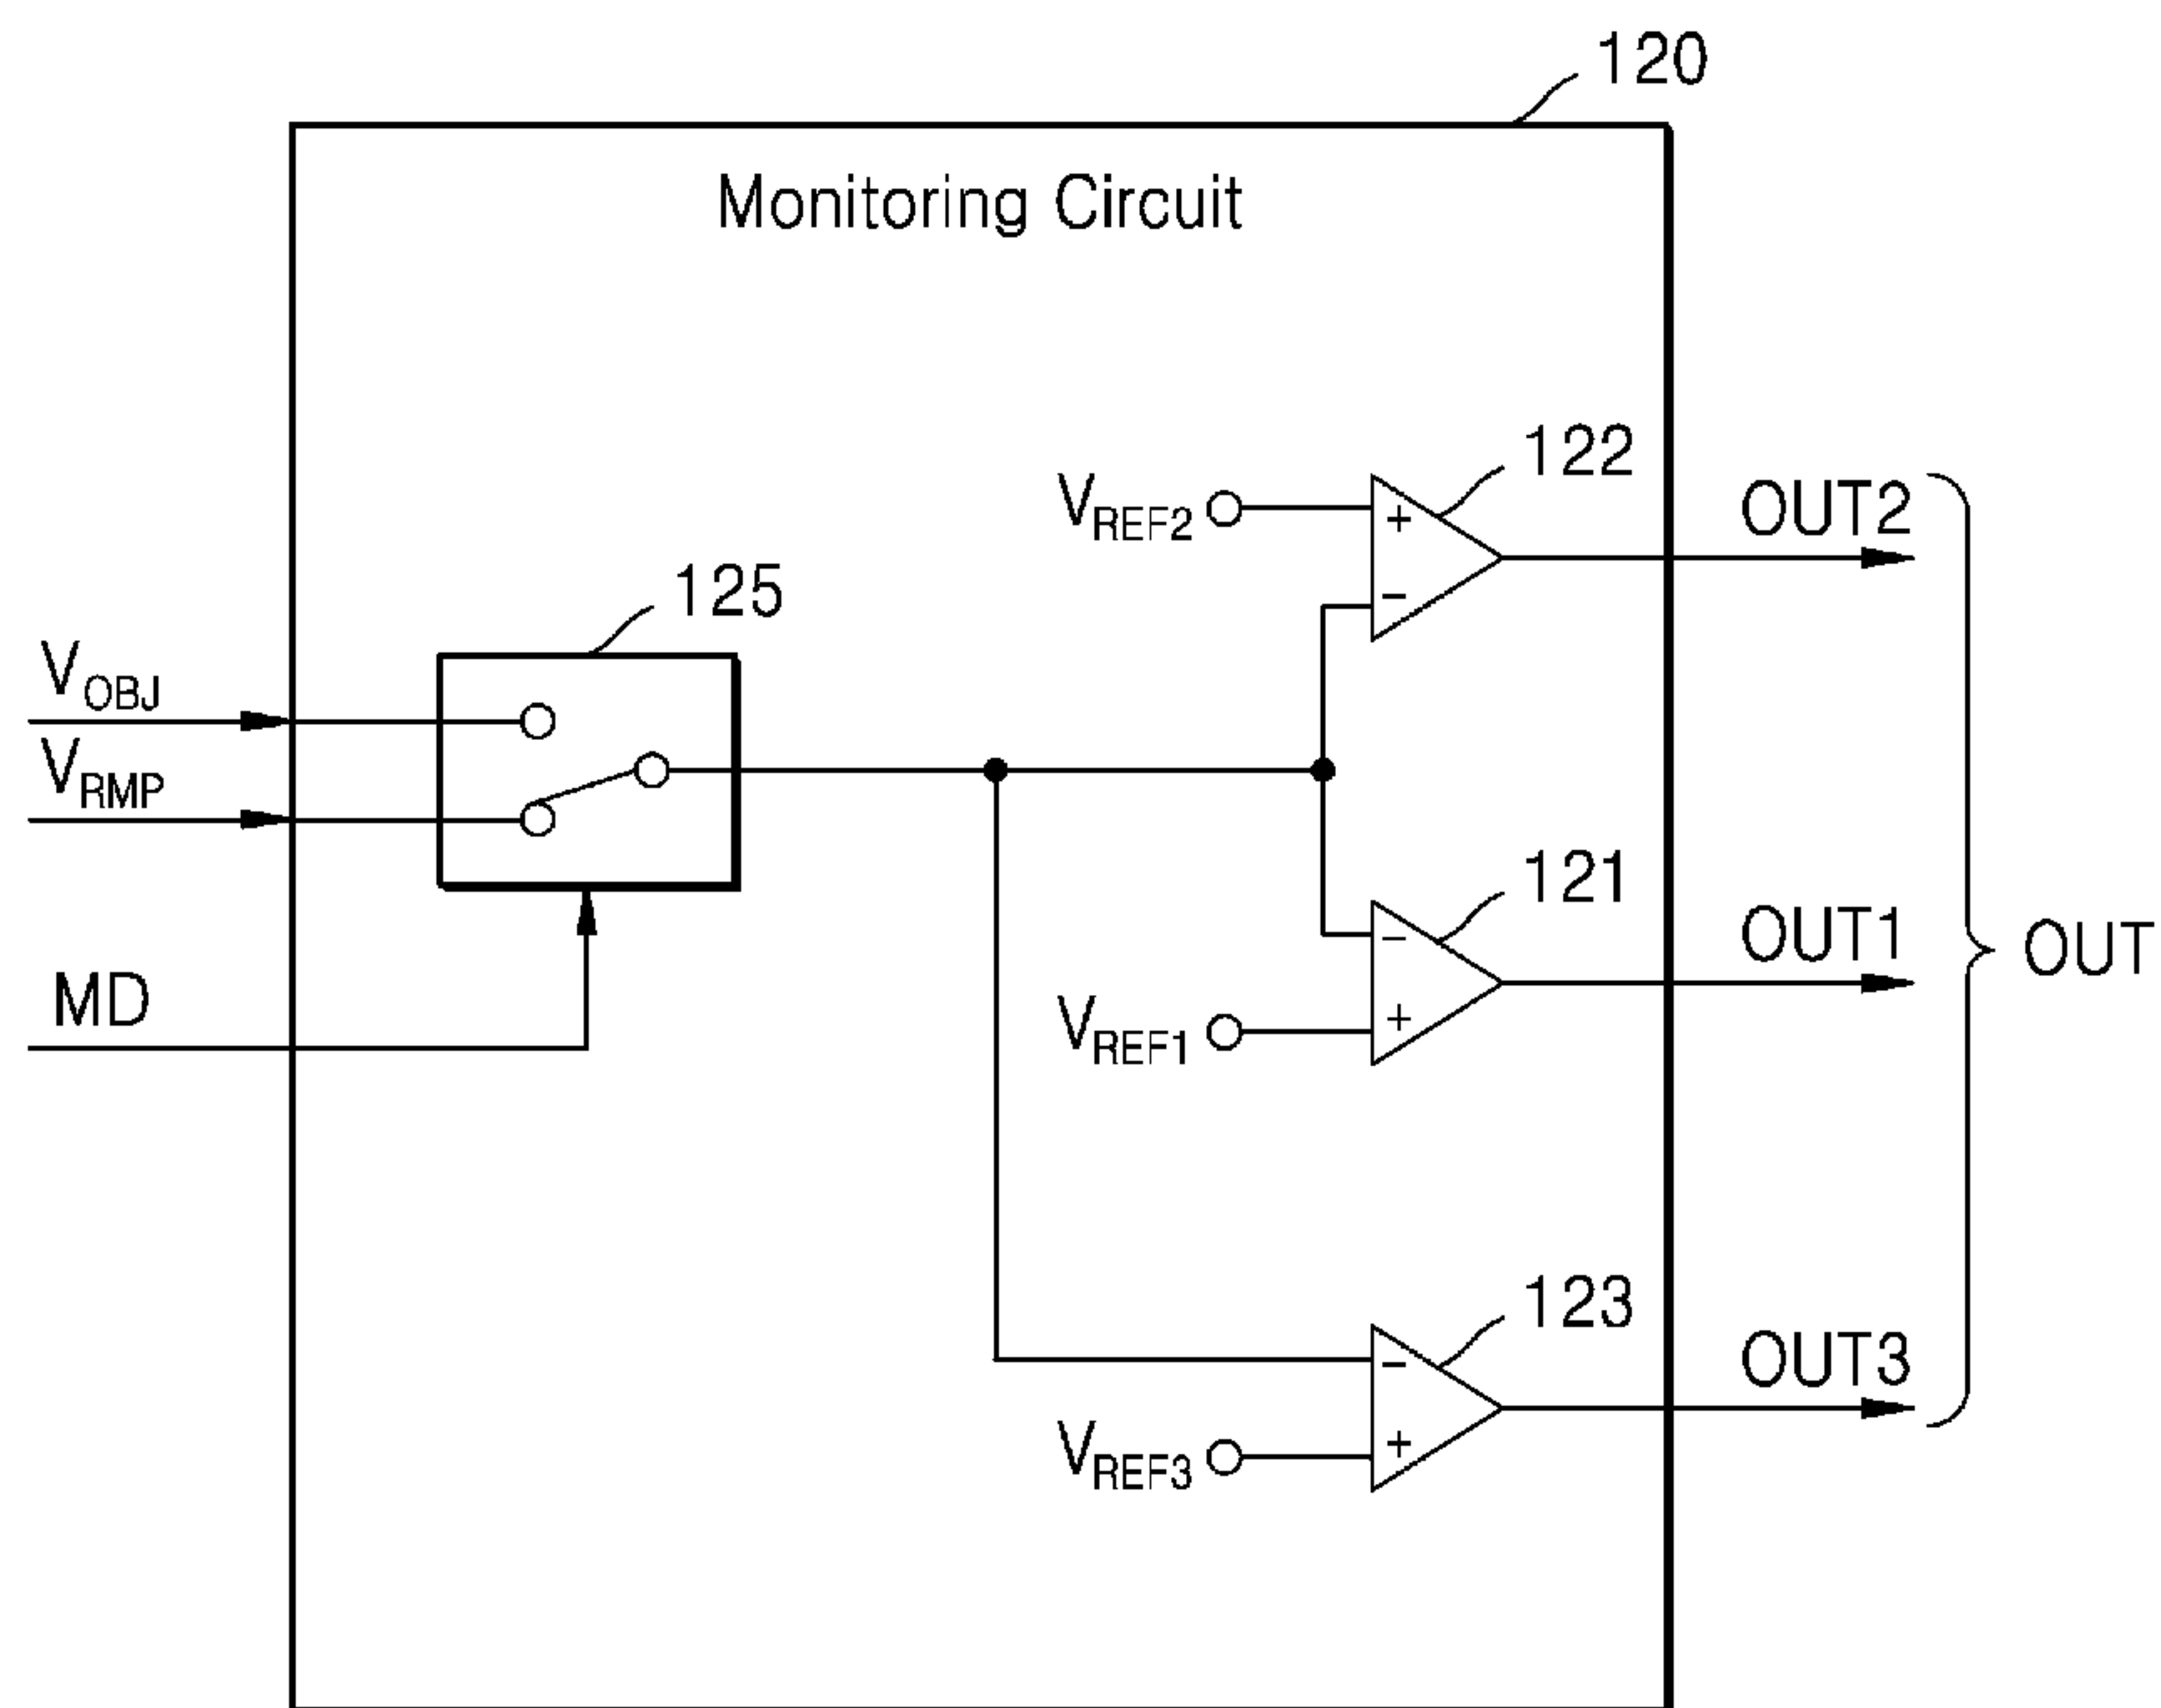 120
Monitoring Circuit
122
VREF2
+
−
OUT2
125
VOBJ
VRMP
121
−
+
OUT1
OUT
MD
VREF1
123
−
+
OUT3
VREF3